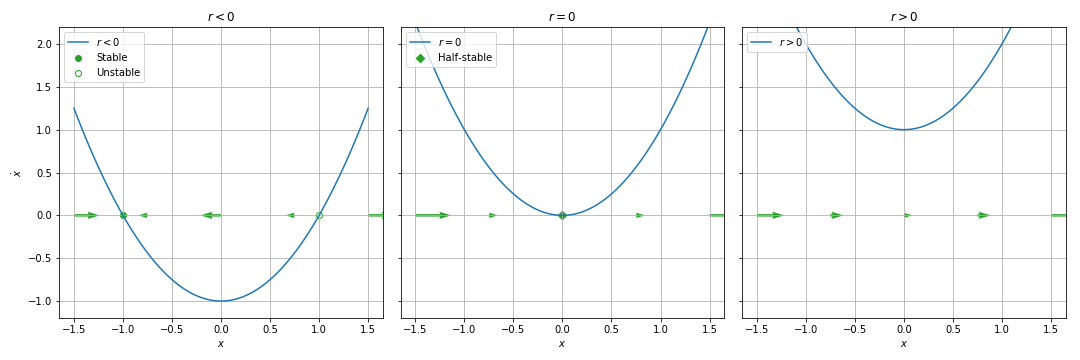 r < 0
r < 0
Stable
Unstable
2.0
1.5
1.0
0.5
0.0
−0.5
−1.0
ẋ
−1.5 −1.0 −0.5 0.0 0.5 1.0 1.5
x
r = 0
r = 0
Half-stable
−1.5 −1.0 −0.5 0.0 0.5 1.0 1.5
x
r > 0
r > 0
−1.5 −1.0 −0.5 0.0 0.5 1.0 1.5
x